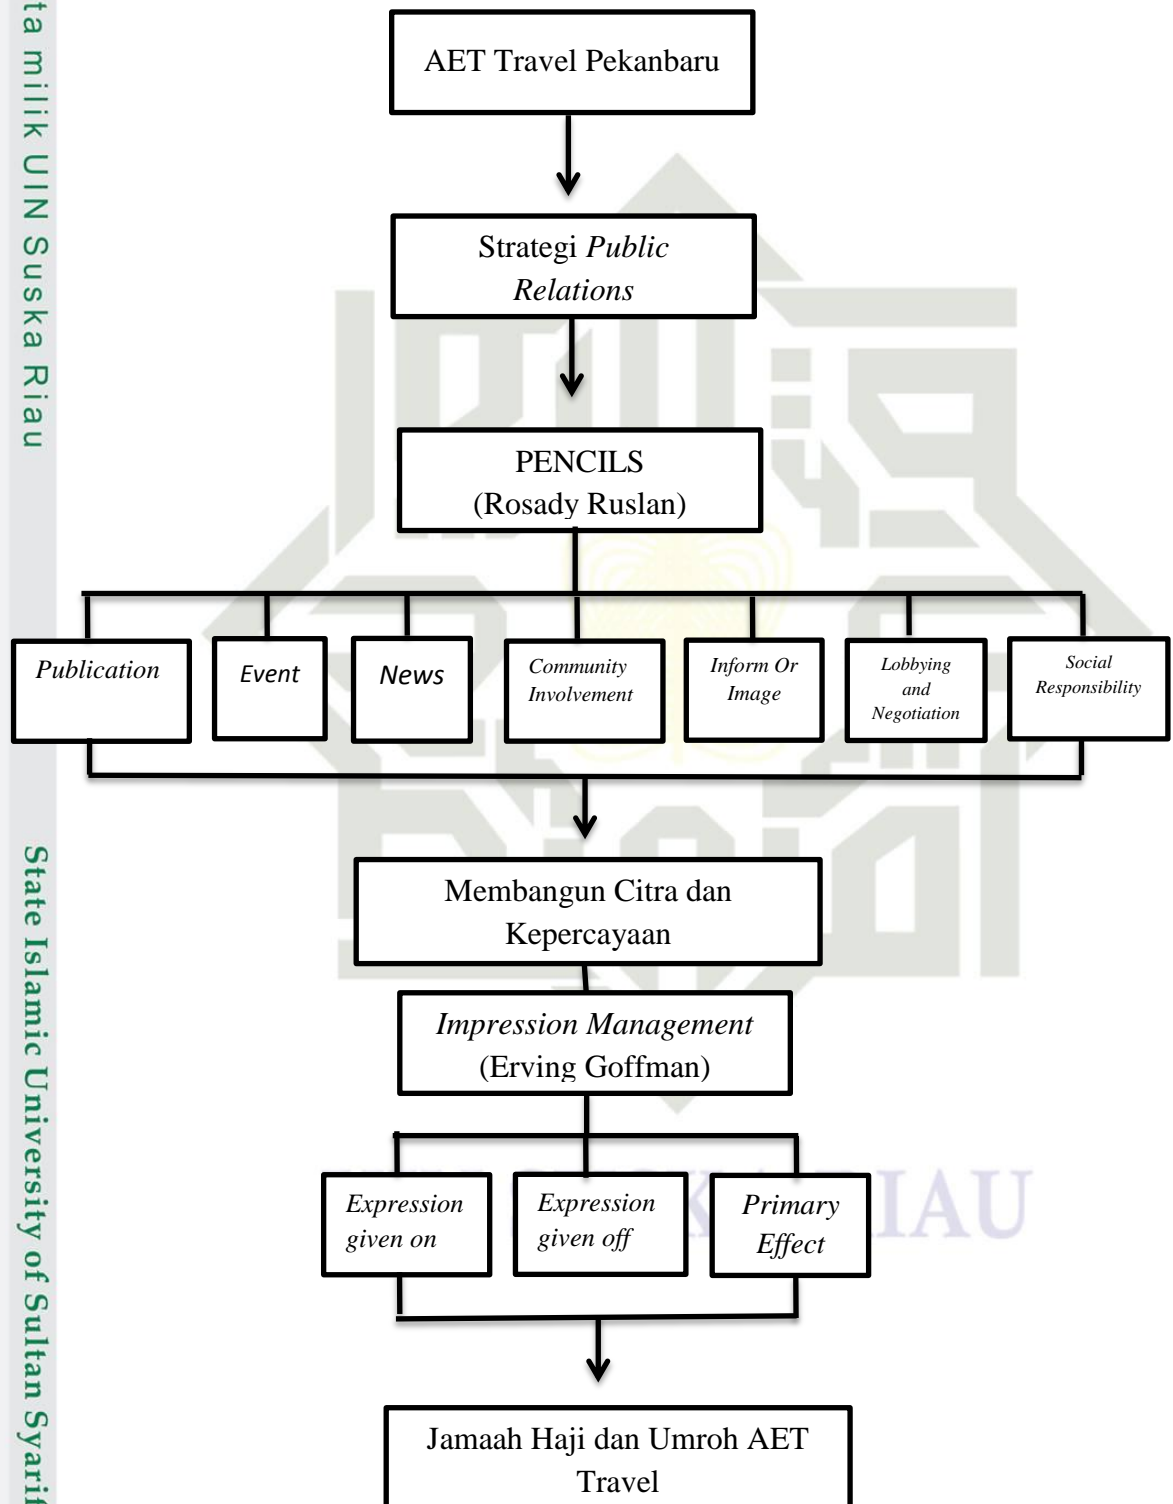 ta milik UIN Suska Riau
State Islamic University of Sultan Syarif
AET Travel Pekanbaru
Strategi Public
Relations
PENCILS
(Rosady Ruslan)
Publication
Event
News
Community
Involvement
Inform Or
Image
Lobbying
and
Negotiation
Social
Responsibility
Membangun Citra dan
Kepercayaan
Impression Management
(Erving Goffman)
IAU
Expression
given on
Expression
given off
Primary
Effect
Jamaah Haji dan Umroh AET
Travel